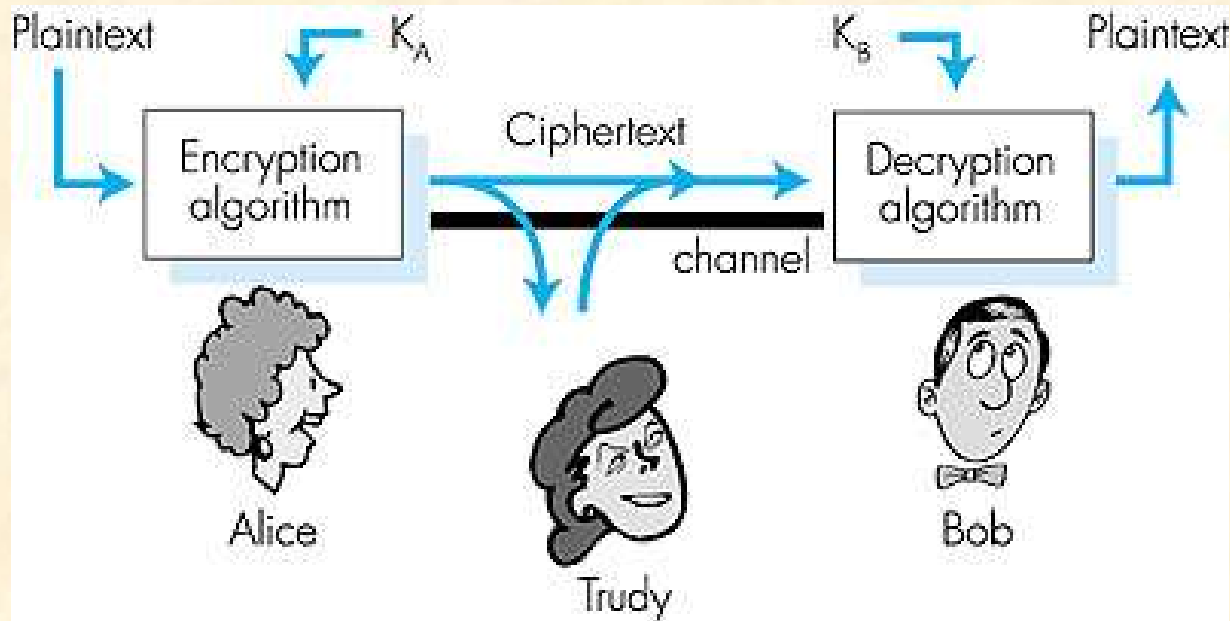 Plaintext
K_A
K_B
Plaintext
Encryption
algorithm
Ciphertext
Decryption
algorithm
channel
Alice
Trudy
Bob